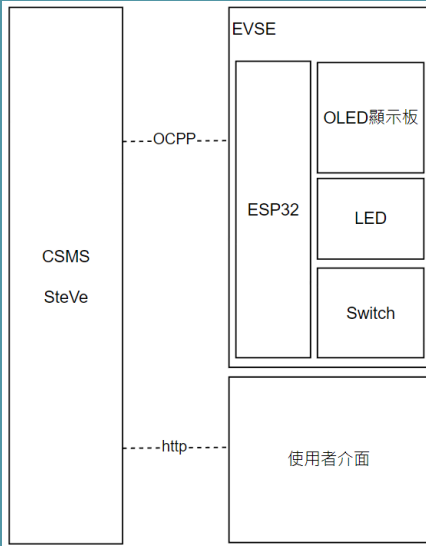 EVSE
OLED顯示板
OCPP
ESP32
LED
CSMS
SteVe
Switch
http
使用者介面